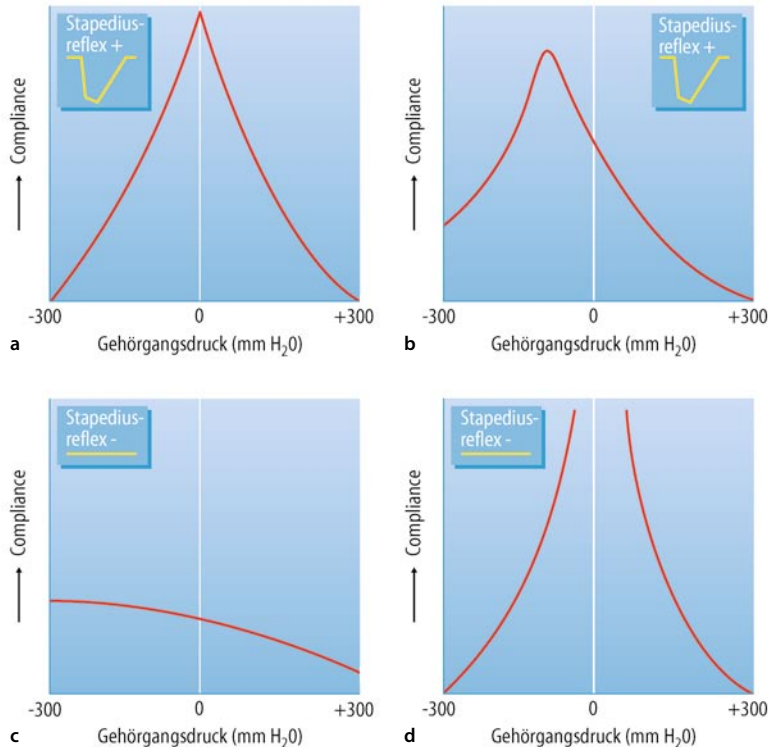 Stapedius-
reflex +
Compliance
-300
0
+300
Gehörgangsdruck (mm H20)
a
Stapedius-
reflex +
Compliance
-300
0
+300
Gehörgangsdruck (mm H20)
b
Stapedius-
reflex -
Compliance
-300
0
+300
Gehörgangsdruck (mm H20)
c
Stapedius-
reflex -
Compliance
-300
0
+300
Gehörgangsdruck (mm H20)
d